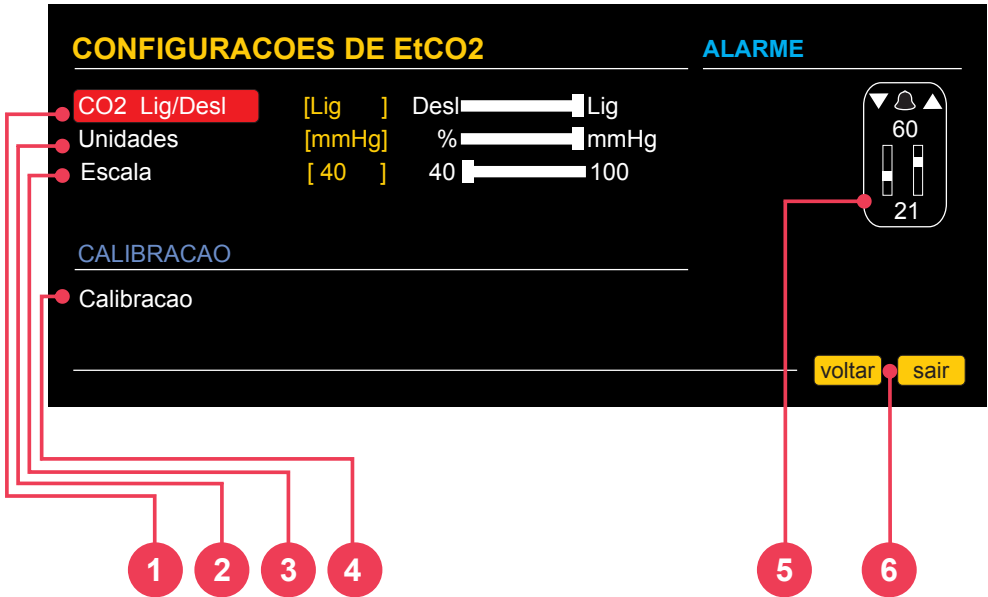 CONFIGURACOES DE EtCO2
ALARME
CO2 Lig/Desl [Lig ] Desl Lig
Unidades [mmHg] % mmHg
Escala [ 40 ] 40 100
60
21
CALIBRACAO
Calibracao
voltar sair
1 2 3 4 5 6